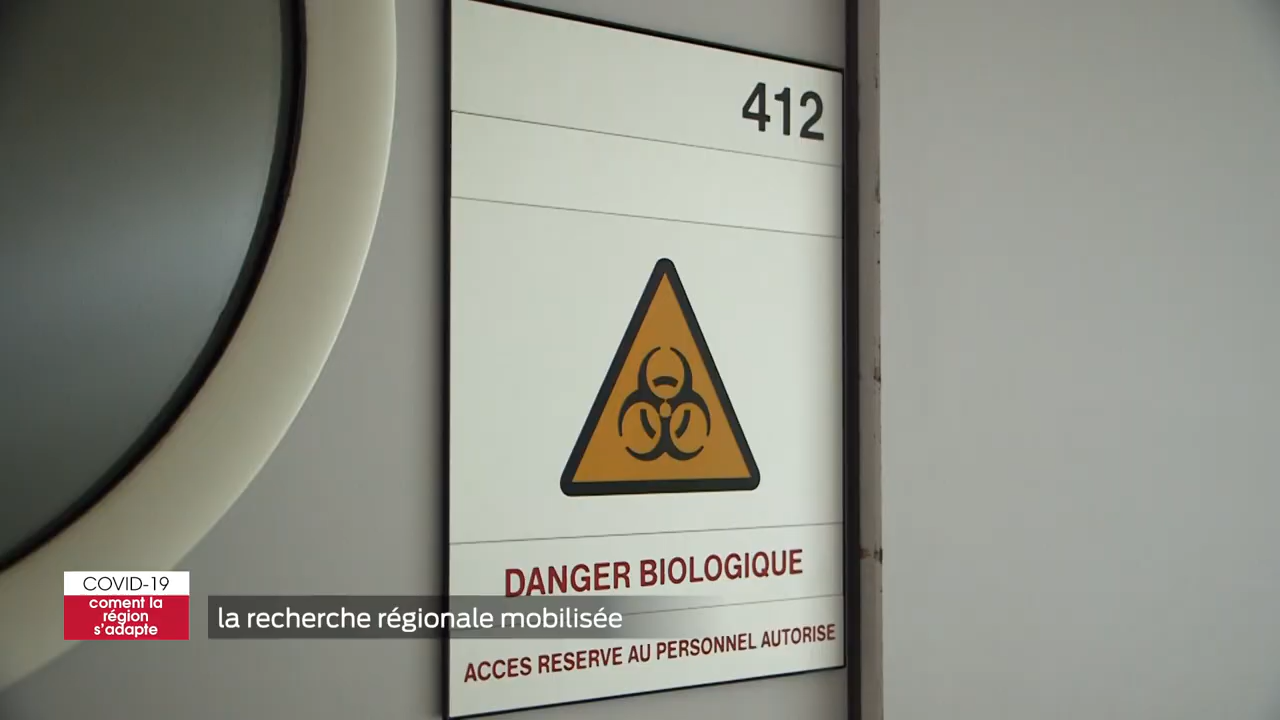 412
DANGER BIOLOGIQUE
ACCES RESERVE AU PERSONNEL AUTORISE
COVID-19
coment la
région
s'adapte
la recherche régionale mobilisée